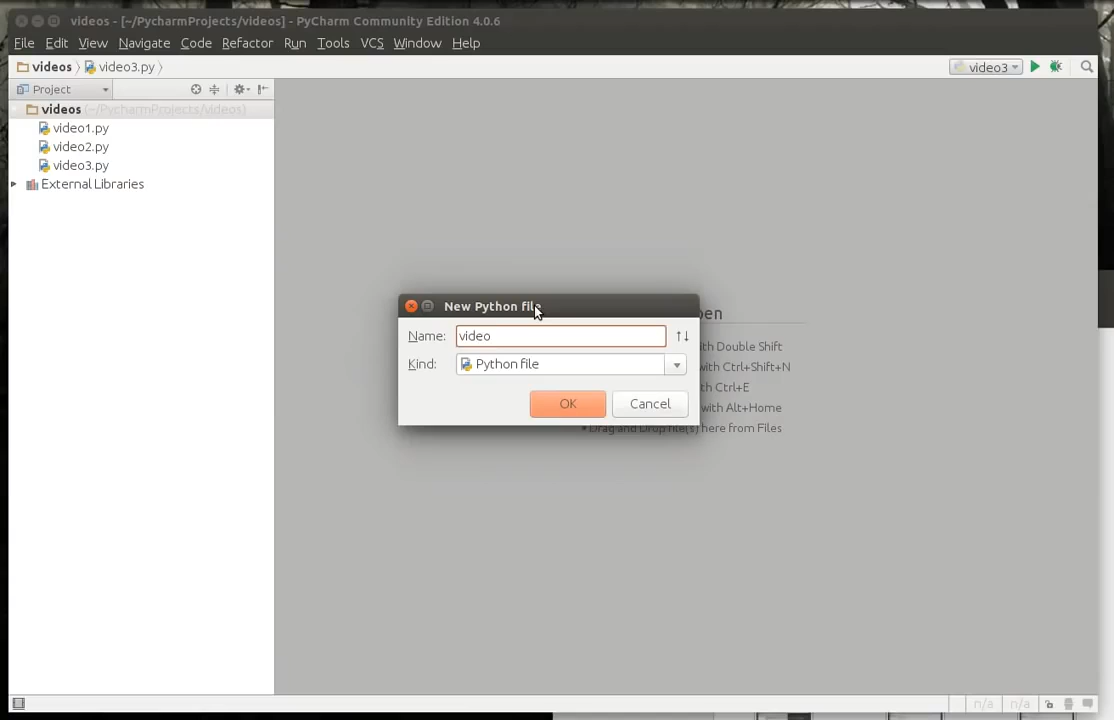 videos - [~/PycharmProjects/videos] - PyCharm Community Edition 4.0.6
File Edit View Navigate Code Refactor Run Tools VCS Window Help
videos video3.py video3
Project
videos (~/PycharmProjects/videos)
video1.py
video2.py
video3.py
External Libraries
New Python file
Name: video
Kind: Python file
OK Cancel
with Double Shift
with Ctrl+Shift+N
with Ctrl+E
with Alt+Home
• Drag and Drop file(s) here from Files
n/a n/a